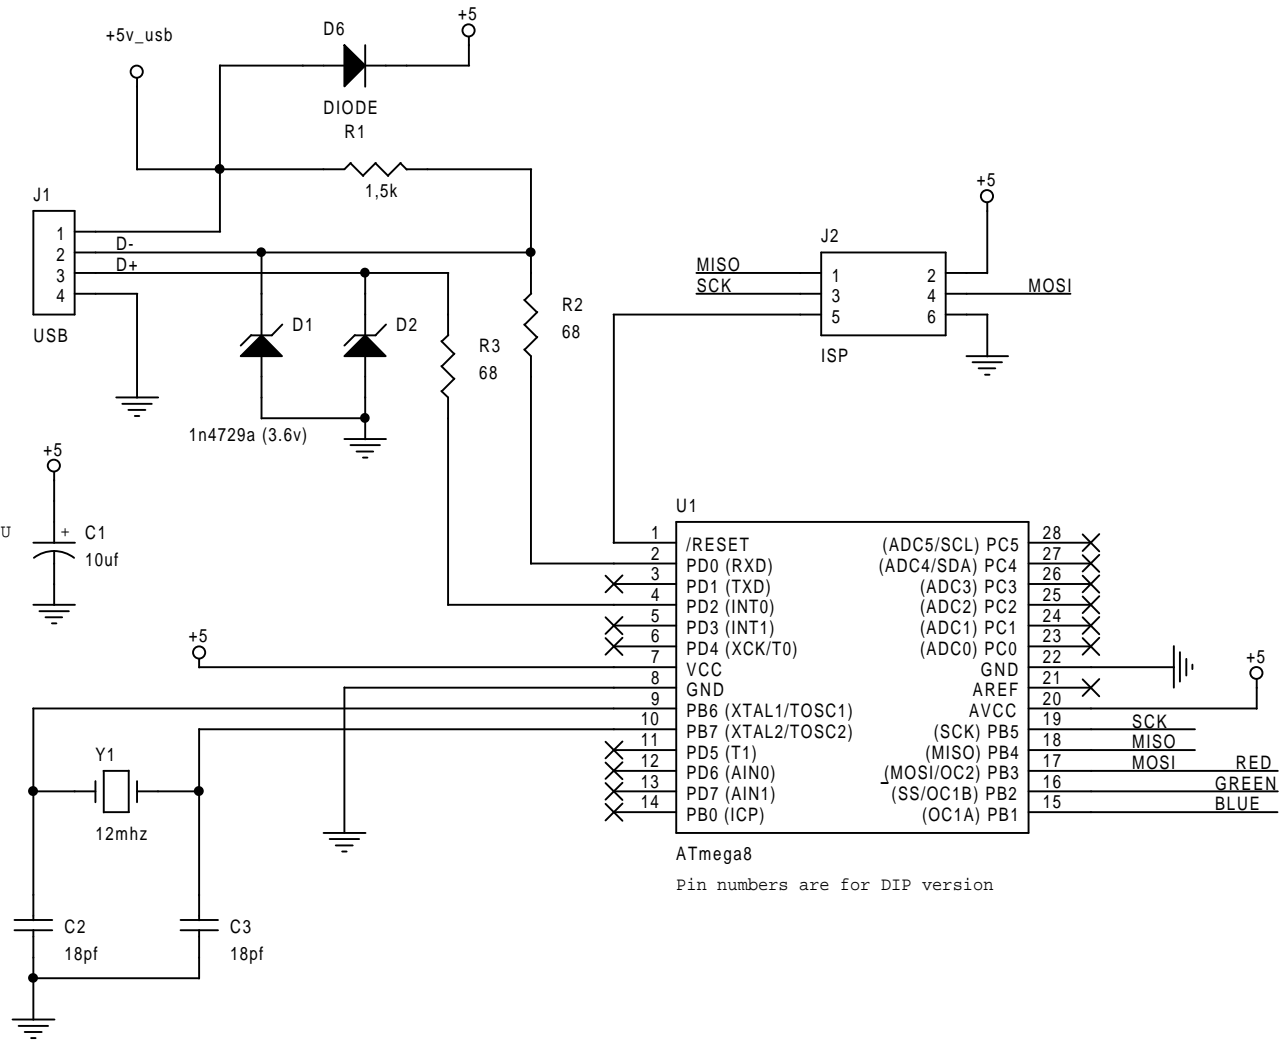 +5v_usb
D6
+5
DIODE
R1
1,5k
J1
1
2
3
4
D-
D+
USB
D1
D2
R2
68
R3
68
1n4729a (3.6v)
+5
J2
MISO
SCK
1
3
5
2
4
6
MOSI
ISP
+5
U
+
C1
10uf
U1
1
/RESET
(ADC5/SCL) PC5
28
2
PD0 (RXD)
(ADC4/SDA) PC4
27
3
PD1 (TXD)
(ADC3) PC3
26
4
PD2 (INT0)
(ADC2) PC2
25
5
PD3 (INT1)
(ADC1) PC1
24
6
PD4 (XCK/T0)
(ADC0) PC0
23
+5
7
VCC
GND
22
8
GND
AREF
21
+5
9
PB6 (XTAL1/TOSC1)
AVCC
20
10
PB7 (XTAL2/TOSC2)
(SCK) PB5
19
SCK
11
PD5 (T1)
(MISO) PB4
18
MISO
12
PD6 (AIN0)
(MOSI/OC2) PB3
17
MOSI
RED
13
PD7 (AIN1)
(SS/OC1B) PB2
16
GREEN
14
PB0 (ICP)
(OC1A) PB1
15
BLUE
ATmega8
Pin numbers are for DIP version
Y1
12mhz
C2
18pf
C3
18pf